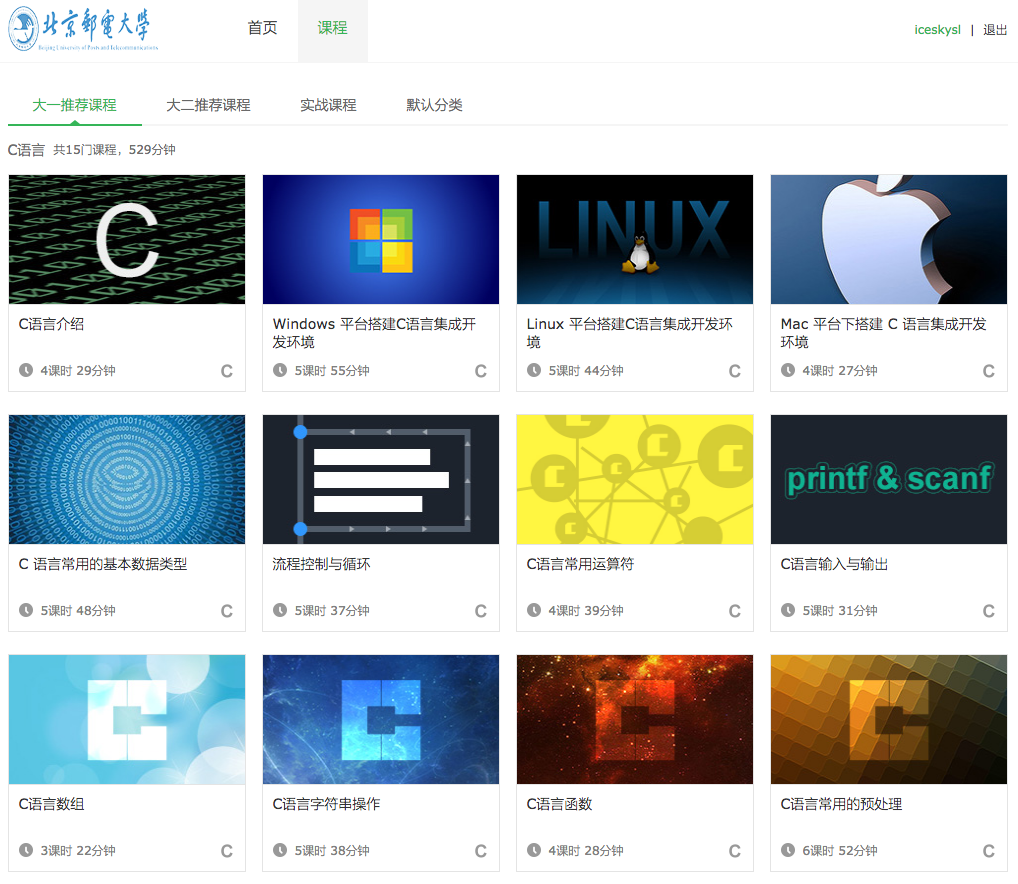 北京邮电大学
Beijing University of Posts and Telecommunications
首页
课程
iceskysl | 退出
大一推荐课程
大二推荐课程
实战课程
默认分类
C语言 共15门课程，529分钟
C
C语言介绍
4课时 29分钟
C
Windows 平台搭建C语言集成开
发环境
5课时 55分钟
C
LINUX
Linux 平台搭建C语言集成开发环
境
5课时 44分钟
C
Mac 平台下搭建 C 语言集成开发
环境
4课时 27分钟
C
C 语言常用的基本数据类型
5课时 48分钟
C
流程控制与循环
5课时 37分钟
C
C语言常用运算符
4课时 39分钟
C
printf & scanf
C语言输入与输出
5课时 31分钟
C
C
C语言数组
3课时 22分钟
C
C
C语言字符串操作
5课时 38分钟
C
C
C语言函数
4课时 28分钟
C
C
C语言常用的预处理
6课时 52分钟
C